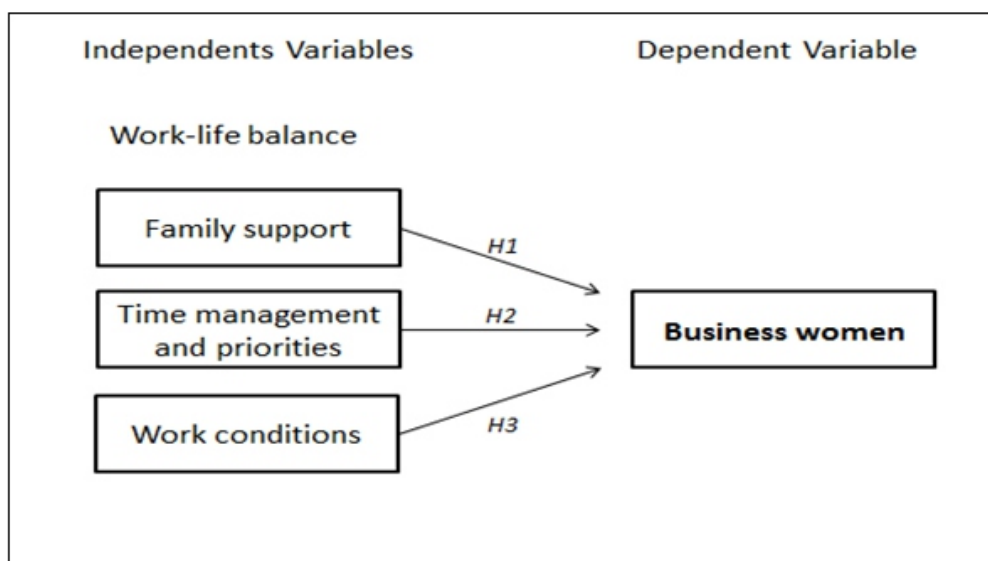 Independents Variables
Dependent Variable
Work-life balance
Family support
H1
Time management
and priorities
H2
Business women
Work conditions
H3